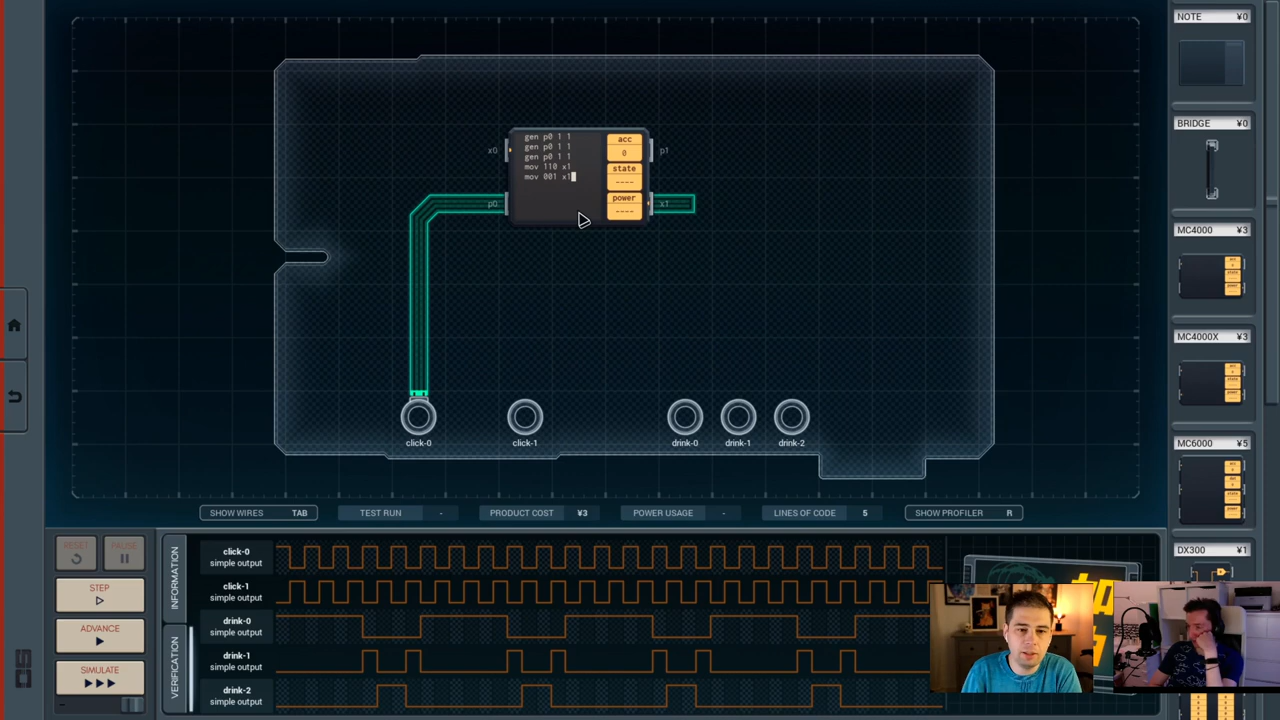 NOTE ¥0
BRIDGE ¥0
MC4000 ¥3
MC4000X ¥3
MC6000 ¥5
DX300 ¥1
gen p0 1 1
gen p0 1 1
gen p0 1 1
mov 110 x1
mov 001 x1
acc
0
state
----
power
----
x0
p1
p0
x1
click-0
click-1
drink-0
drink-1
drink-2
SHOW WIRES TAB
TEST RUN -
PRODUCT COST ¥3
POWER USAGE -
LINES OF CODE 5
SHOW PROFILER R
RESET
PAUSE
STEP
ADVANCE
SIMULATE
INFORMATION
VERIFICATION
click-0
simple output
click-1
simple output
drink-0
simple output
drink-1
simple output
drink-2
simple output